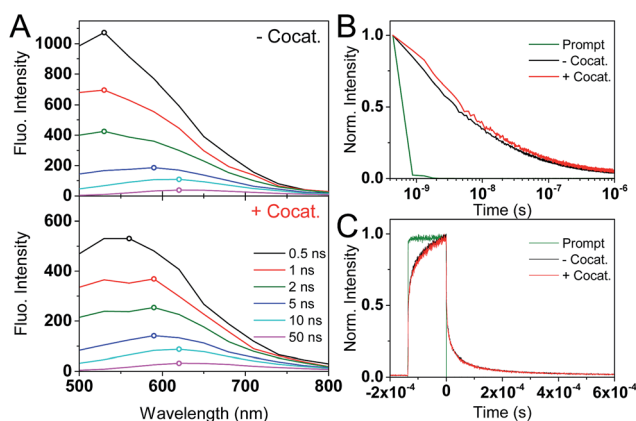 A
- Cocat.
Fluo. Intensity
1000
800
600
400
200
0
+ Cocat.
Fluo. Intensity
600
400
200
0
0.5 ns
1 ns
2 ns
5 ns
10 ns
50 ns
500 600 700 800
Wavelength (nm)
B
Norm. Intensity
1.0
0.5
0.0
Prompt
- Cocat.
+ Cocat.
10⁻⁹ 10⁻⁸ 10⁻⁷ 10⁻⁶
Time (s)
C
Norm. Intensity
1.0
0.5
0.0
Prompt
- Cocat.
+ Cocat.
-2x10⁻⁴ 0 2x10⁻⁴ 4x10⁻⁴ 6x10⁻⁴
Time (s)